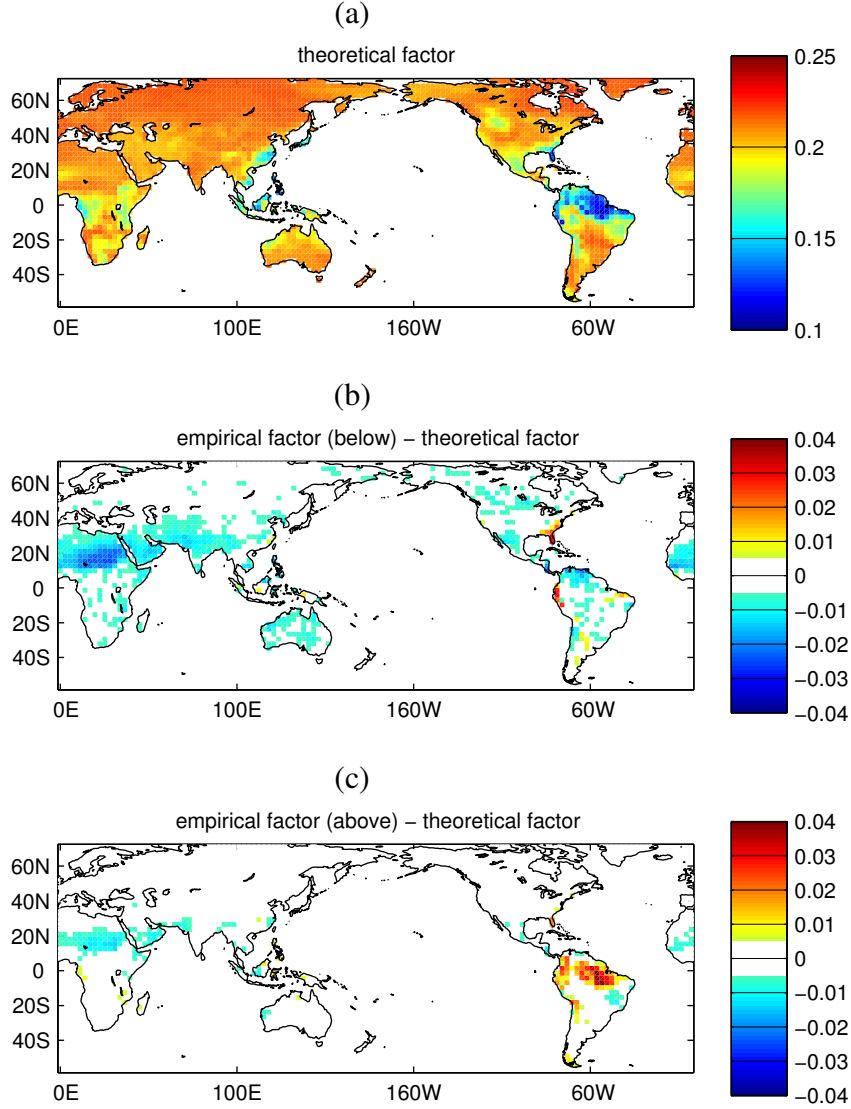 (a)
theoretical factor
60N
40N
20N
0
20S
40S
0E 100E 160W 60W
0.25
0.2
0.15
0.1
(b)
empirical factor (below) − theoretical factor
60N
40N
20N
0
20S
40S
0E 100E 160W 60W
0.04
0.03
0.02
0.01
0
−0.01
−0.02
−0.03
−0.04
(c)
empirical factor (above) − theoretical factor
60N
40N
20N
0
20S
40S
0E 100E 160W 60W
0.04
0.03
0.02
0.01
0
−0.01
−0.02
−0.03
−0.04